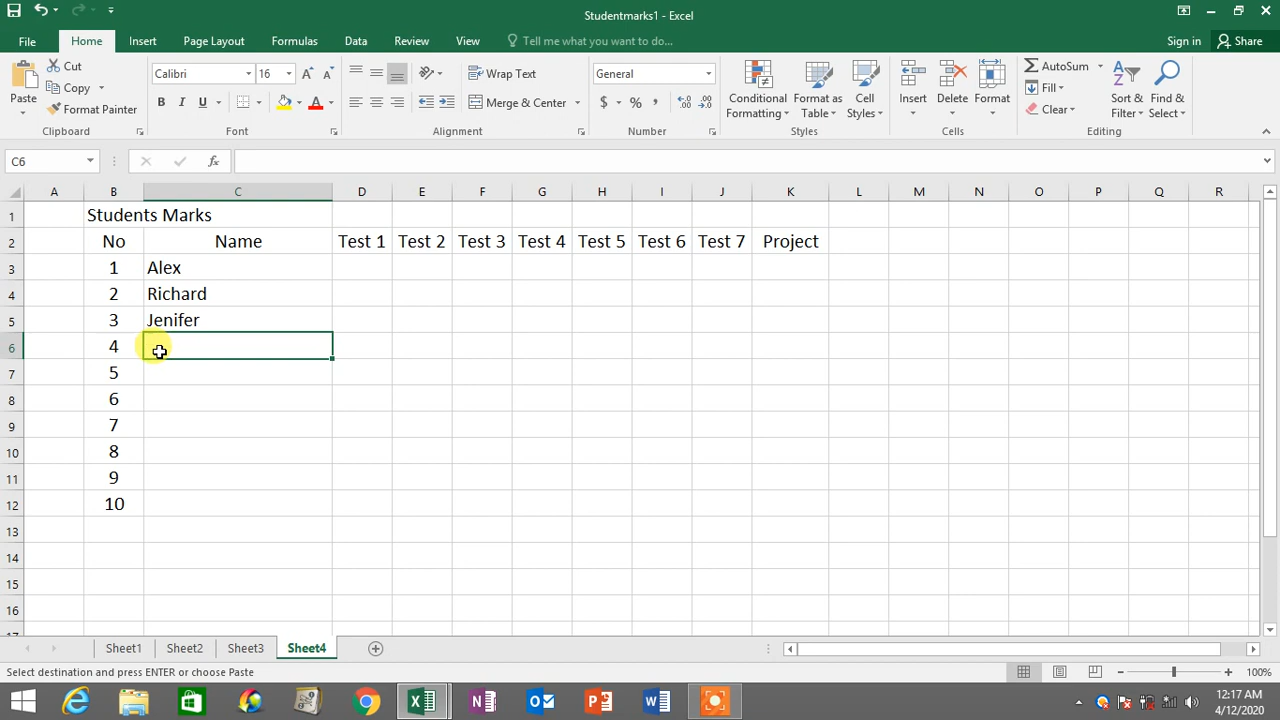 Studentmarks1 - Excel
File Home Insert Page Layout Formulas Data Review View Tell me what you want to do... Sign in Share
Cut
Copy
Format Painter
Paste
Clipboard
Calibri 16
B I U
Font
Wrap Text
Merge & Center
Alignment
General
$ % ,
Number
Conditional Formatting
Format as Table
Cell Styles
Styles
Insert Delete Format
Cells
AutoSum
Fill
Clear
Sort & Filter
Find & Select
Editing
C6 fx
A B C D E F G H I J K L M N O P Q R
1 Students Marks
2 No Name Test 1 Test 2 Test 3 Test 4 Test 5 Test 6 Test 7 Project
3 1 Alex
4 2 Richard
5 3 Jenifer
6 4
7 5
8 6
9 7
10 8
11 9
12 10
13
14
15
16
17
Sheet1 Sheet2 Sheet3 Sheet4
Select destination and press ENTER or choose Paste 100%
12:17 AM
4/12/2020